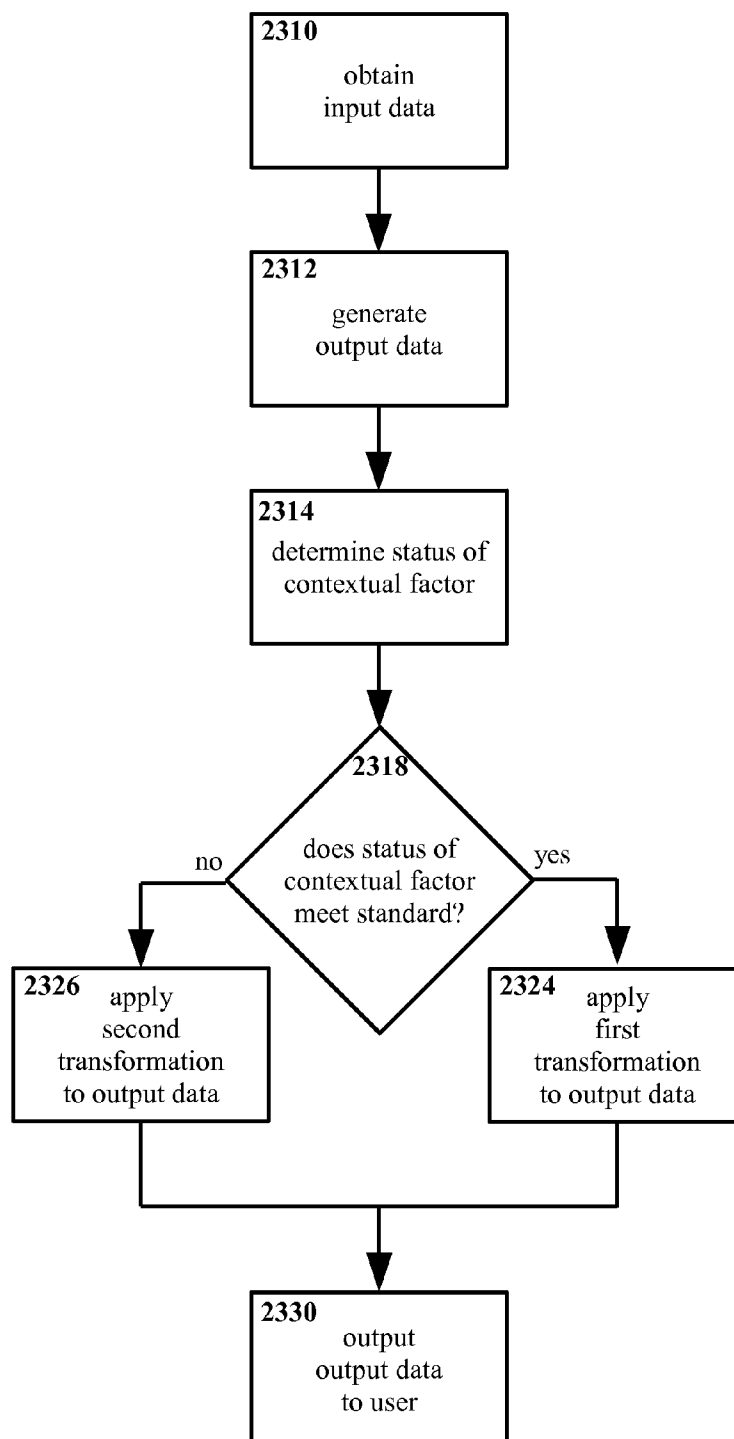 2310
obtain
input data
2312
generate
output data
2314
determine status of
contextual factor
2318
does status of
contextual factor
meet standard?
no
yes
2326
apply
second
transformation
to output data
2324
apply
first
transformation
to output data
2330
output
output data
to user